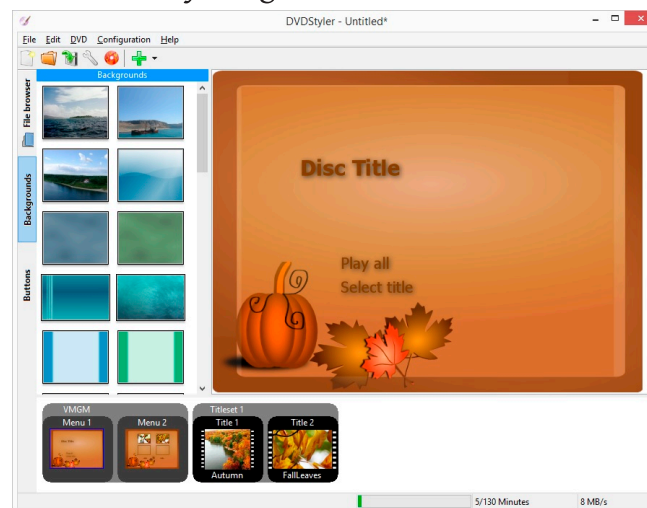 DVDStyler - Untitled*
File Edit DVD Configuration Help
Backgrounds
File browser
Backgrounds
Buttons
Disc Title
Play all
Select title
VMGM
Menu 1
Menu 2
Titleset 1
Title 1
Title 2
Autumn
FallLeaves
5/130 Minutes
8 MB/s